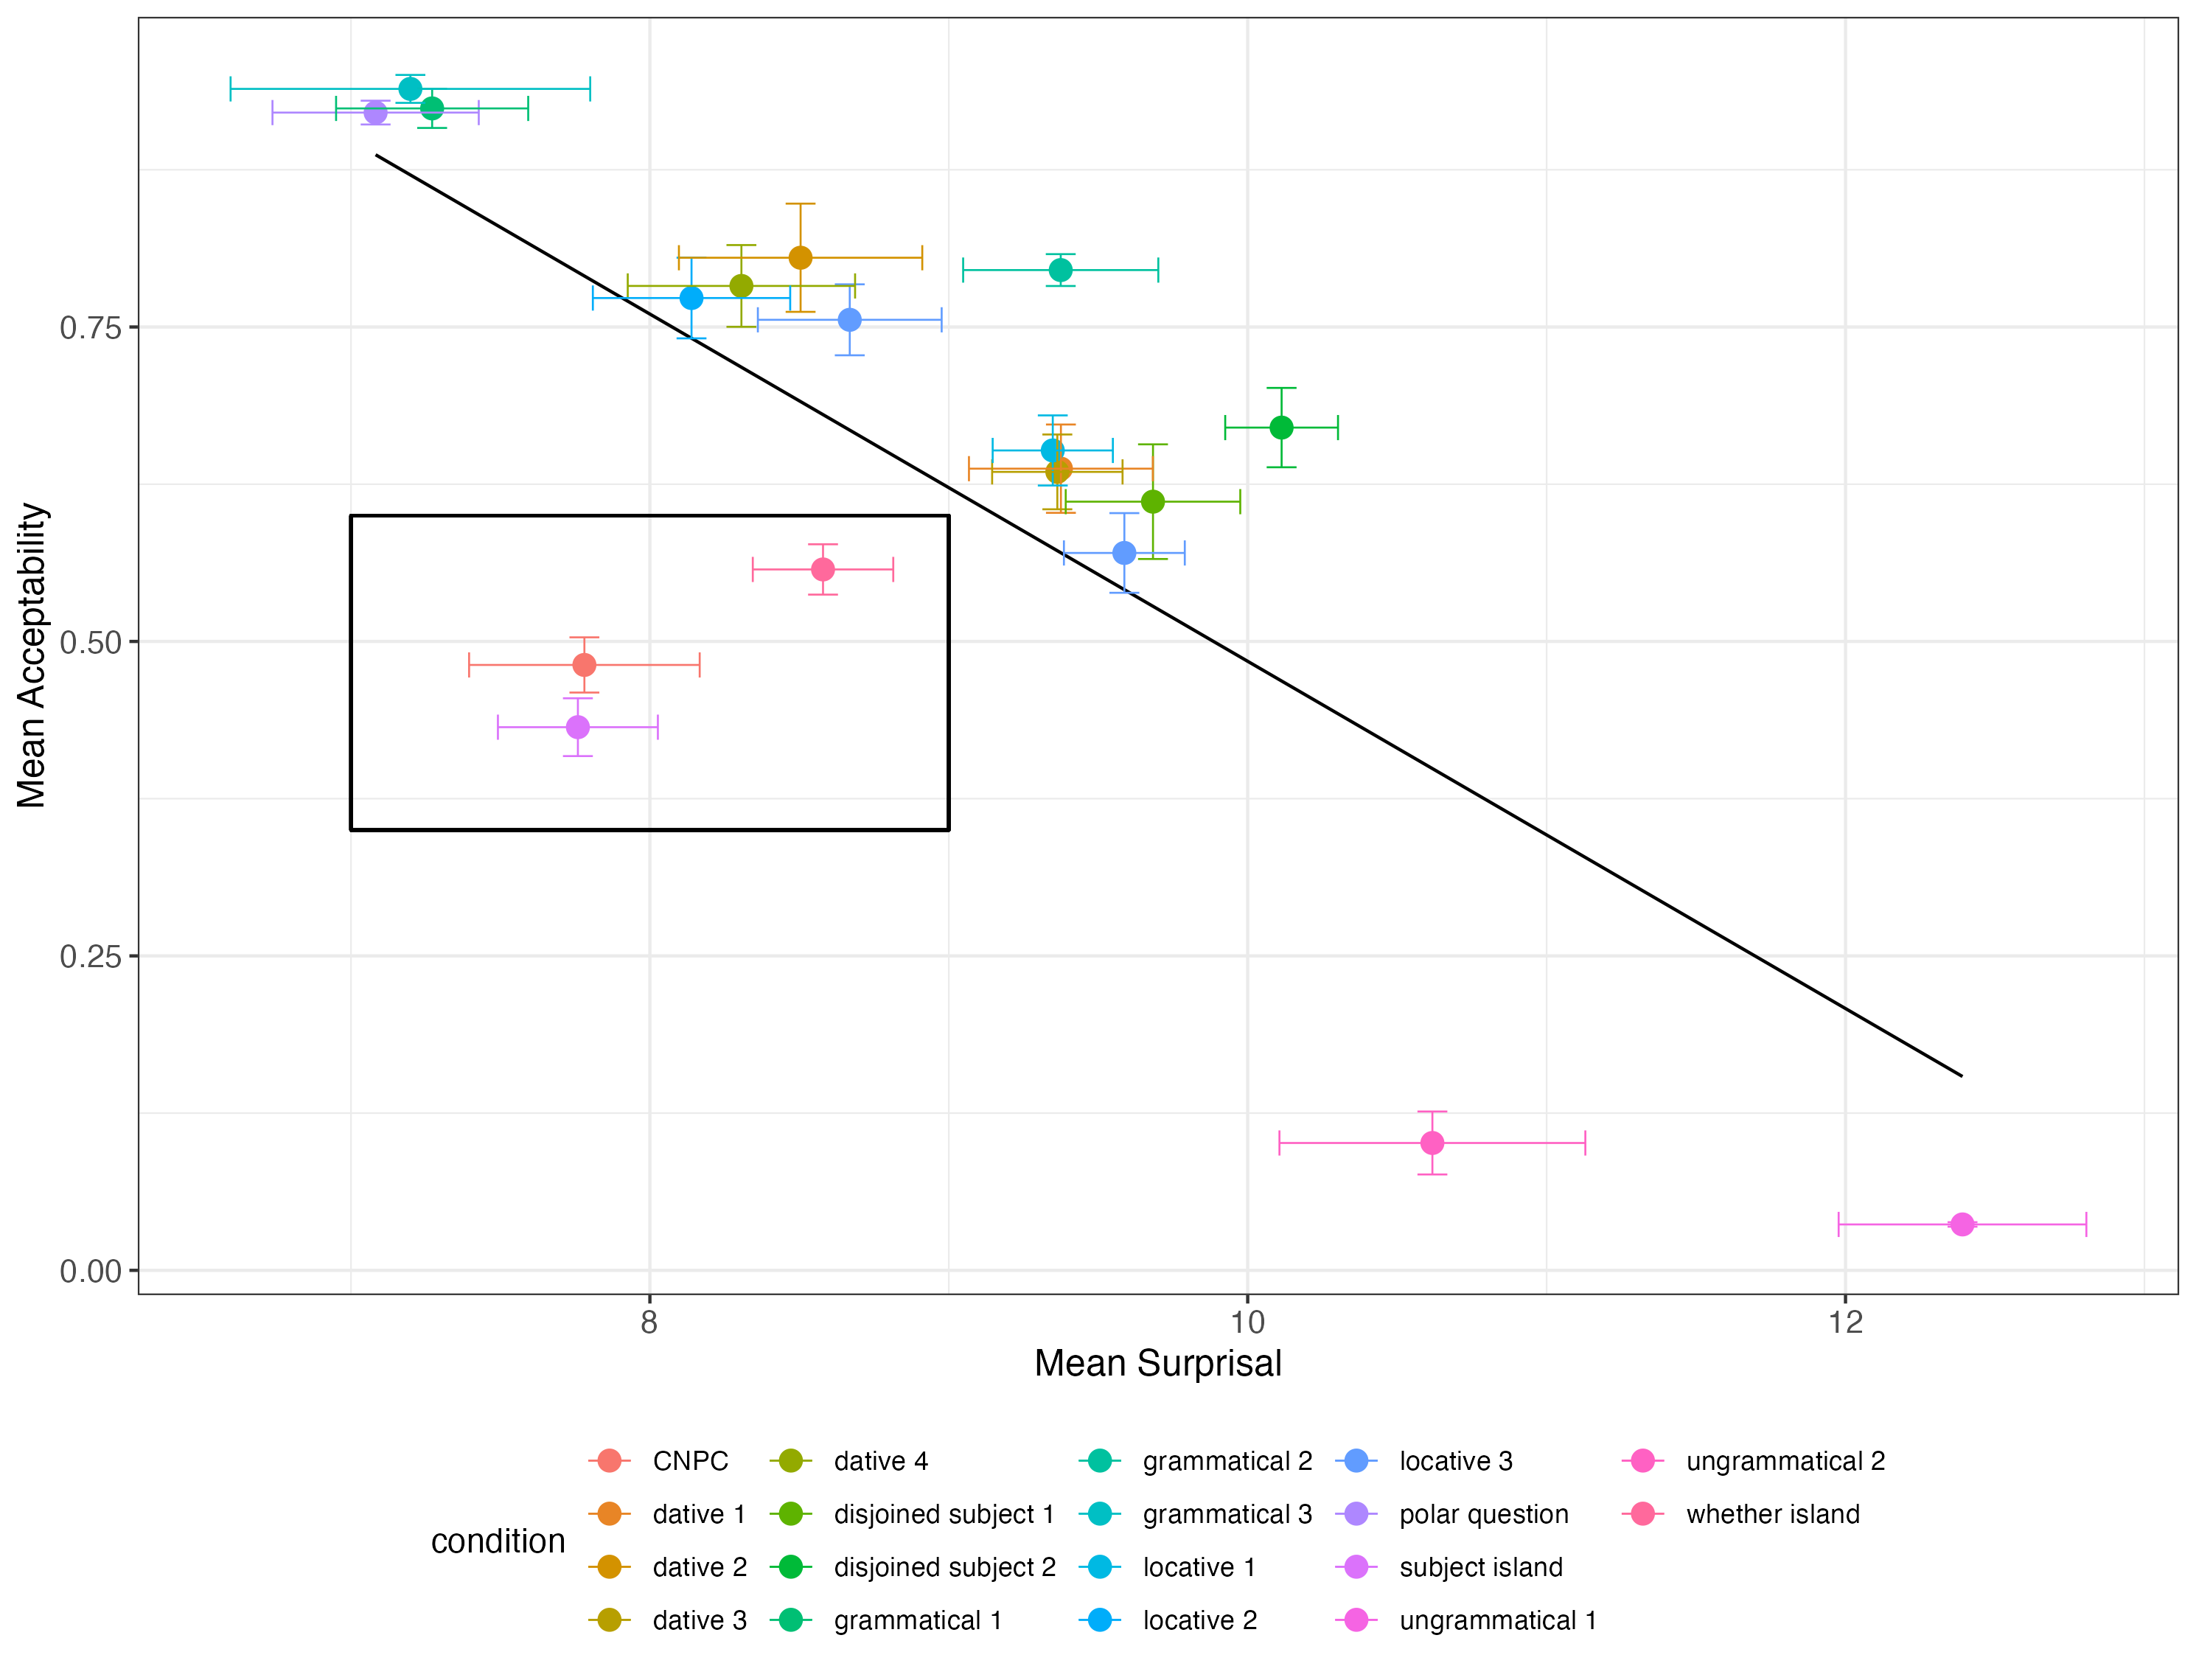 Mean Acceptability
0.75
0.50
0.25
0.00
8 10 12
Mean Surprisal
condition
CNPC dative 4 grammatical 2 locative 3 ungrammatical 2
dative 1 disjoined subject 1 grammatical 3 polar question whether island
dative 2 disjoined subject 2 locative 1 subject island
dative 3 grammatical 1 locative 2 ungrammatical 1